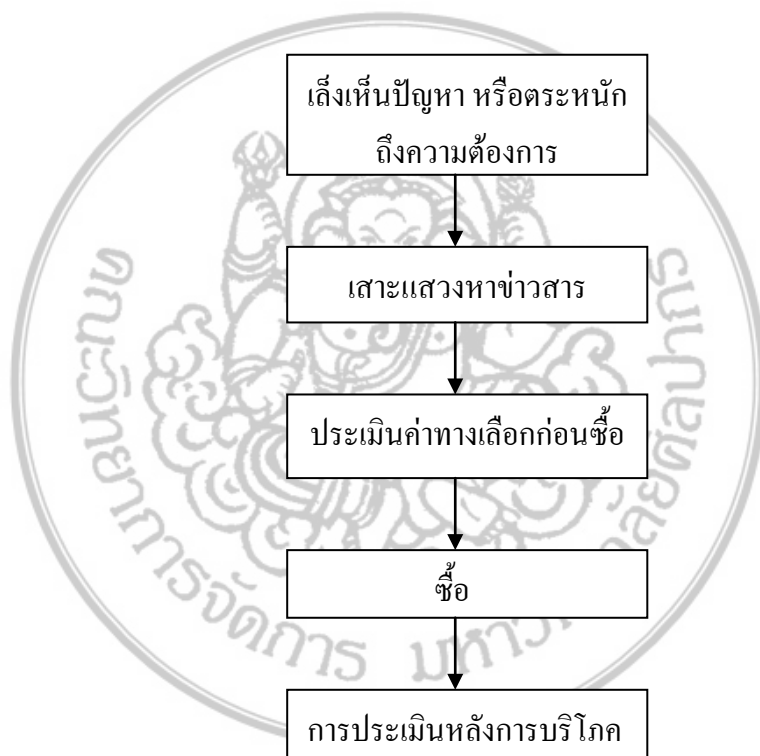 เล็งเห็นปัญหา หรือตระหนัก
ถึงความต้องการ
เสาะแสวงหาข่าวสาร
ประเมินค่าทางเลือกก่อนซื้อ
ซื้อ
การประเมินหลังการบริโภค